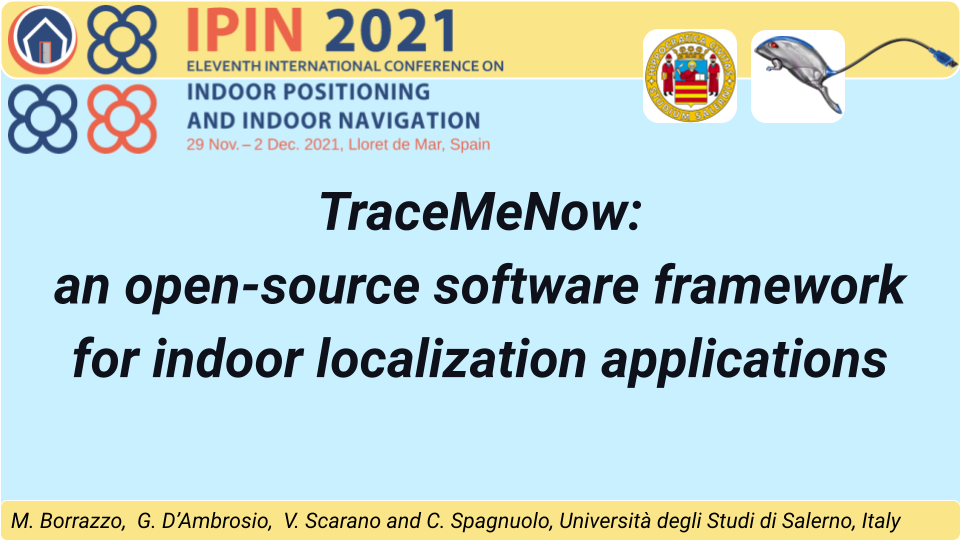 IPIN 2021
ELEVENTH INTERNATIONAL CONFERENCE ON
INDOOR POSITIONING
AND INDOOR NAVIGATION
29 Nov. – 2 Dec. 2021, Lloret de Mar, Spain
TraceMeNow:
an open-source software framework
for indoor localization applications
M. Borrazzo, G. D’Ambrosio, V. Scarano and C. Spagnuolo, Università degli Studi di Salerno, Italy